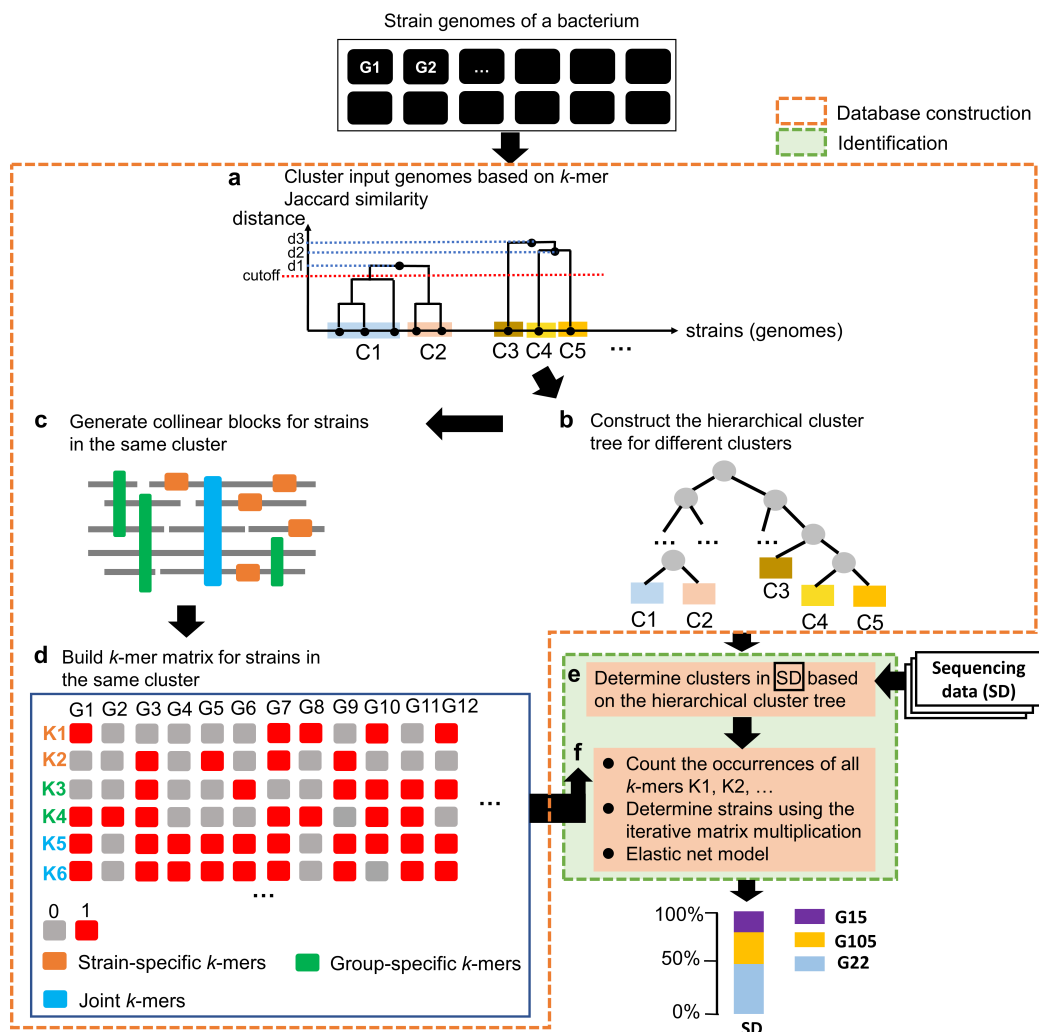 Strain genomes of a bacterium
G1 G2 ...
Database construction
Identification
a Cluster input genomes based on k-mer
Jaccard similarity
distance
d3
d2
d1
cutoff
strains (genomes)
C1 C2 C3 C4 C5 ...
c Generate collinear blocks for strains
in the same cluster
b Construct the hierarchical cluster
tree for different clusters
... ... ...
C3
C1 C2 C4 C5
d Build k-mer matrix for strains in
the same cluster
G1 G2 G3 G4 G5 G6 G7 G8 G9 G10 G11 G12
K1
K2
K3
...
K4
K5
K6
...
0 1
Strain-specific k-mers
Group-specific k-mers
Joint k-mers
e Determine clusters in SD based
on the hierarchical cluster tree
Sequencing
data (SD)
f
● Count the occurrences of all
k-mers K1, K2, ...
● Determine strains using the
iterative matrix multiplication
● Elastic net model
100%
50%
0%
G15
G105
G22
SD